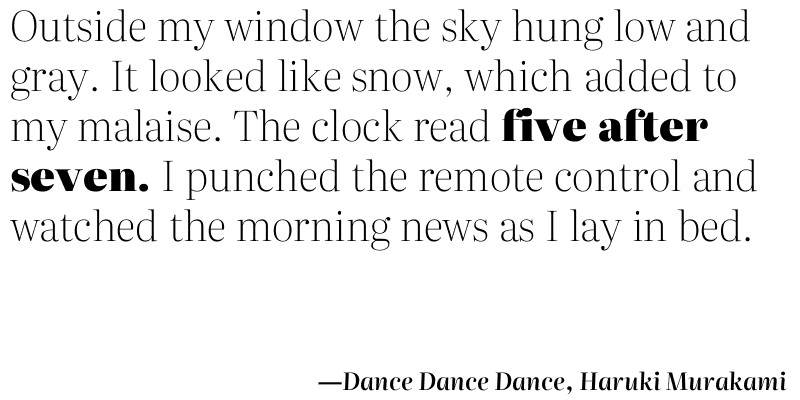 Outside my window the sky hung low and
gray. It looked like snow, which added to
my malaise. The clock read five after
seven. I punched the remote control and
watched the morning news as I lay in bed.
—Dance Dance Dance, Haruki Murakami